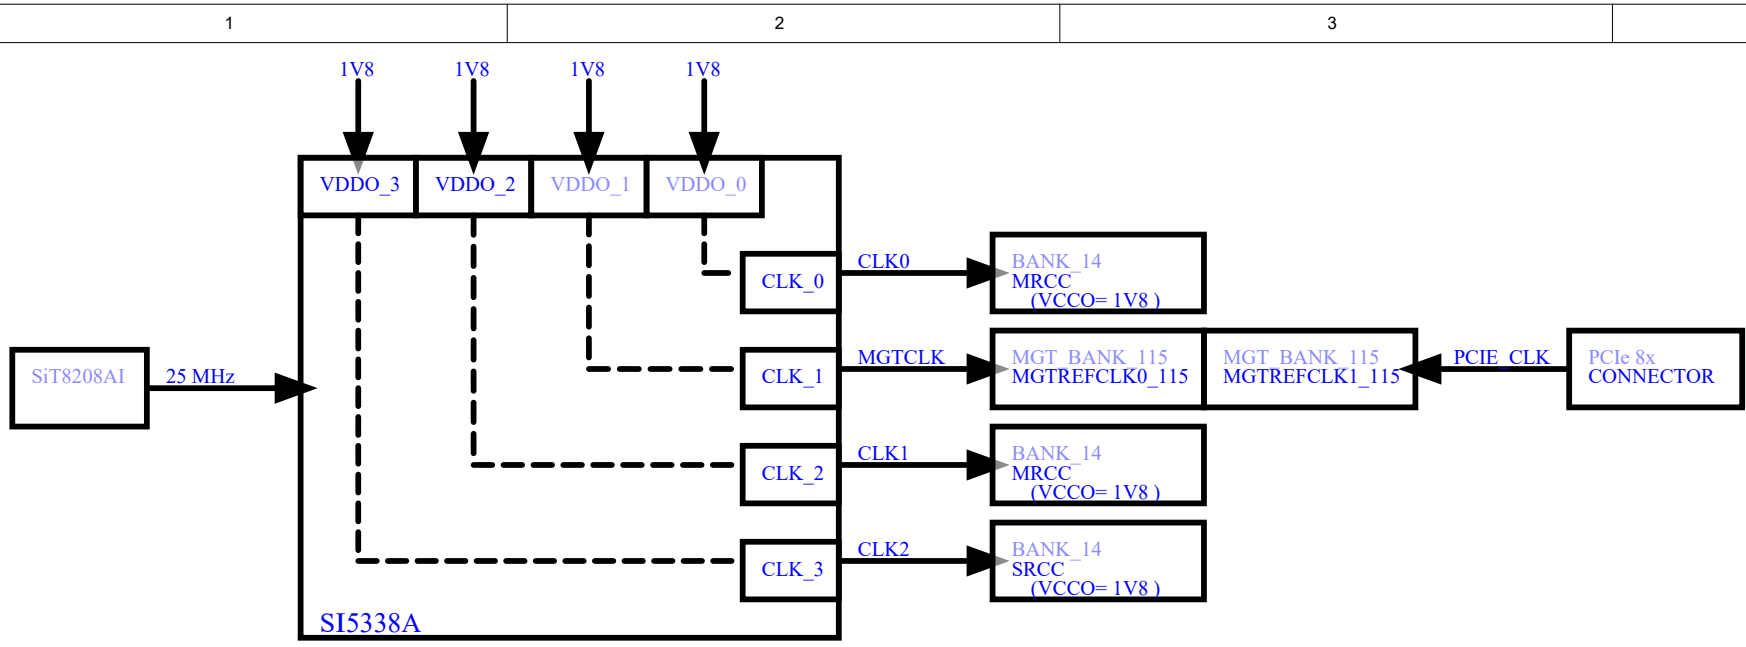 1 2 3
1V8 1V8 1V8 1V8
VDDO_3 VDDO_2 VDDO_1 VDDO_0
CLK_0
CLK0
BANK_14
MRCC
(VCCO= 1V8 )
SiT8208AI
25 MHz
CLK_1
MGTCLK
MGT_BANK_115
MGTREFCLK0_115
MGT_BANK_115
MGTREFCLK1_115
PCIE_CLK
PCIe 8x
CONNECTOR
CLK_2
CLK1
BANK_14
MRCC
(VCCO= 1V8 )
CLK_3
CLK2
BANK_14
SRCC
(VCCO= 1V8 )
SI5338A